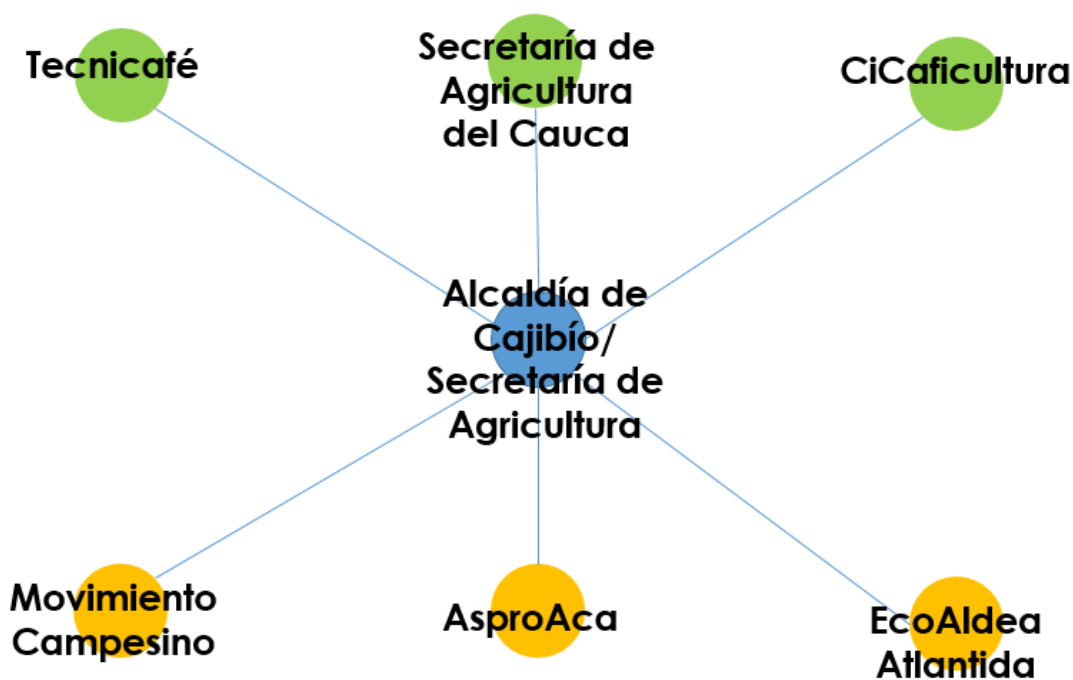 Tecnicafé
Secretaría de
Agricultura
del Cauca
CiCaficultura
Alcaldía de
Cajibío/
Secretaría de
Agricultura
Movimiento
Campesino
AsproAca
EcoAldea
Atlantida